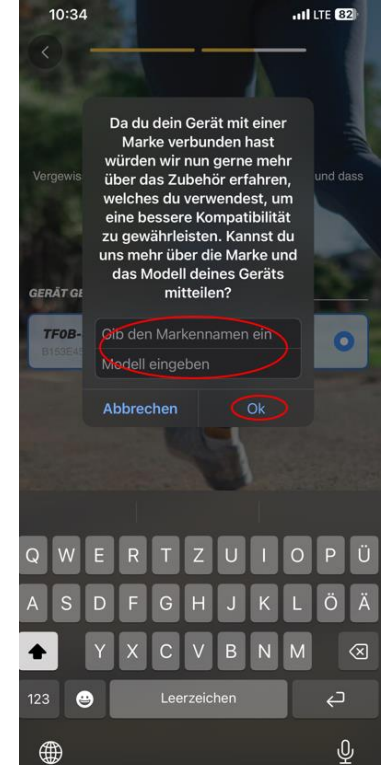 10:34
LTE 82
Da du dein Gerät mit einer
Marke verbunden hast
würden wir nun gerne mehr
über das Zubehör erfahren,
welches du verwendest, um
eine bessere Kompatibilität
zu gewährleisten. Kannst du
uns mehr über die Marke und
das Modell deines Geräts
mitteilen?
Vergewis
und dass
GERÄT GE
TF0B-
B159E45
Gib den Markennamen ein
Modell eingeben
Abbrechen Ok
Q W E R T Z U I O P Ü
A S D F G H J K L Ö Ä
Y X C V B N M
123 Leerzeichen